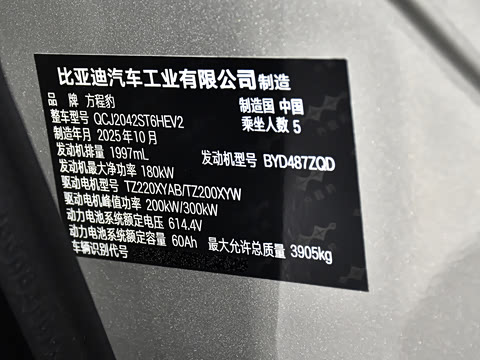 比亚迪汽车工业有限公司制造
品 牌 方程豹 制造国 中国
整车型号 QCJ2042ST6HEV2 乘坐人数 5
制造年月 2025年10月
发动机排量 1997mL 发动机型号 BYD487ZQD
发动机最大净功率 180kW
驱动电机型号 TZ220XYAB/TZ200XYW
驱动电机峰值功率 200kW/300kW
动力电池系统额定电压 614.4V
动力电池系统额定容量 60Ah 最大允许总质量 3905kg
车辆识别代号